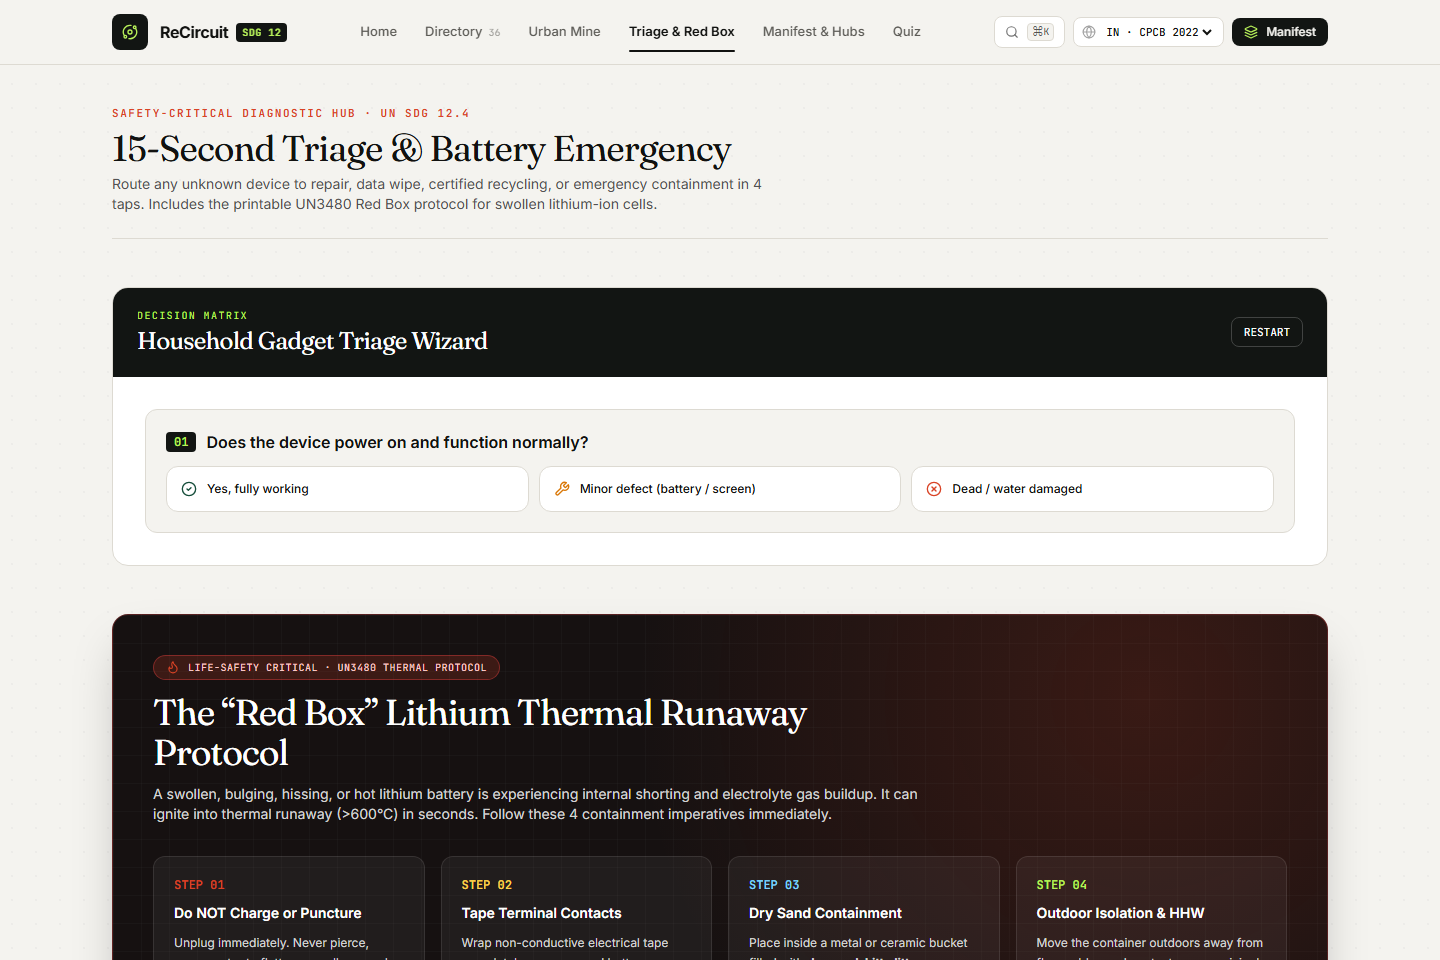 ReCircuit SDG 12 Home Directory 36 Urban Mine Triage & Red Box Manifest & Hubs Quiz ⌘K IN · CPCB 2022 Manifest
SAFETY-CRITICAL DIAGNOSTIC HUB · UN SDG 12.4
15-Second Triage & Battery Emergency
Route any unknown device to repair, data wipe, certified recycling, or emergency containment in 4
taps. Includes the printable UN3480 Red Box protocol for swollen lithium-ion cells.
DECISION MATRIX
Household Gadget Triage Wizard
RESTART
01 Does the device power on and function normally?
Yes, fully working
Minor defect (battery / screen)
Dead / water damaged
LIFE-SAFETY CRITICAL · UN3480 THERMAL PROTOCOL
The “Red Box” Lithium Thermal Runaway
Protocol
A swollen, bulging, hissing, or hot lithium battery is experiencing internal shorting and electrolyte gas buildup. It can
ignite into thermal runaway (>600°C) in seconds. Follow these 4 containment imperatives immediately.
STEP 01
Do NOT Charge or Puncture
Unplug immediately. Never pierce,
STEP 02
Tape Terminal Contacts
Wrap non-conductive electrical tape
STEP 03
Dry Sand Containment
Place inside a metal or ceramic bucket
STEP 04
Outdoor Isolation & HHW
Move the container outdoors away from